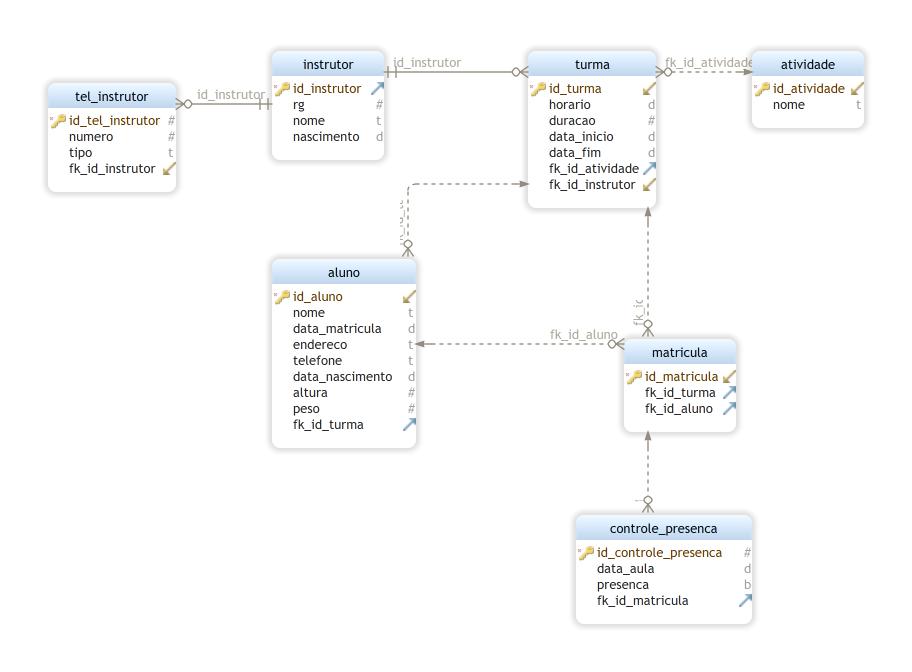 instrutor
id_instrutor
rg #
nome t
nascimento d
id_instrutor
turma
id_turma
horario d
duracao #
data_inicio d
data_fim d
fk_id_atividade
fk_id_instrutor
fk_id_atividade
atividade
id_atividade
nome t
tel_instrutor
id_tel_instrutor #
numero #
tipo t
fk_id_instrutor
id_instrutor
aluno
id_aluno
nome t
data_matricula d
endereco t
telefone t
data_nascimento d
altura #
peso #
fk_id_turma
fk_id_aluno
matricula
id_matricula
fk_id_turma
fk_id_aluno
controle_presenca
id_controle_presenca #
data_aula d
presenca b
fk_id_matricula